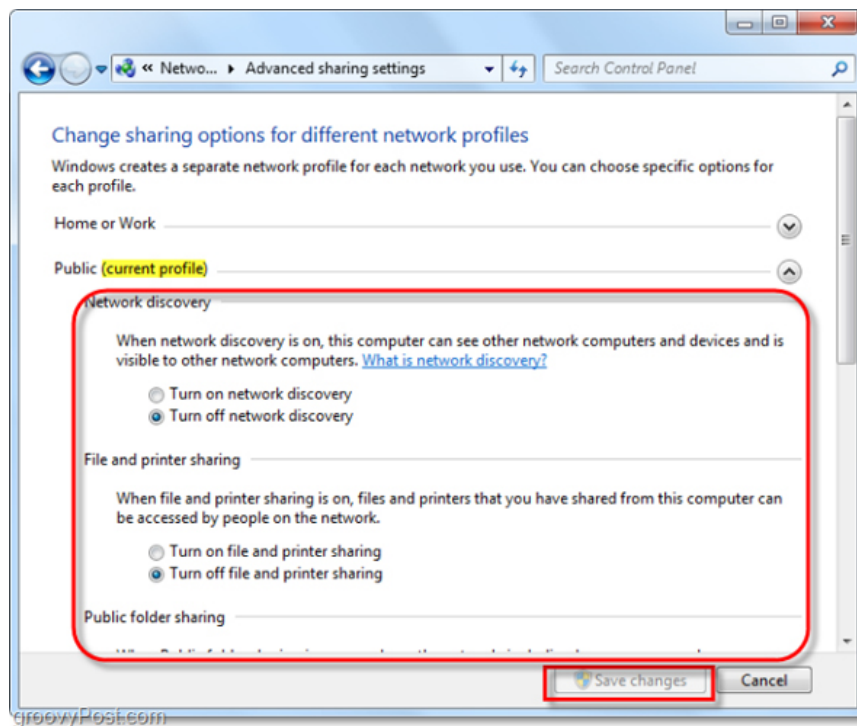 « Netwo... ▸ Advanced sharing settings
Search Control Panel
Change sharing options for different network profiles
Windows creates a separate network profile for each network you use. You can choose specific options for
each profile.
Home or Work
Public (current profile)
Network discovery
When network discovery is on, this computer can see other network computers and devices and is
visible to other network computers. What is network discovery?
Turn on network discovery
Turn off network discovery
File and printer sharing
When file and printer sharing is on, files and printers that you have shared from this computer can
be accessed by people on the network.
Turn on file and printer sharing
Turn off file and printer sharing
Public folder sharing
Save changes
Cancel
groovyPost.com